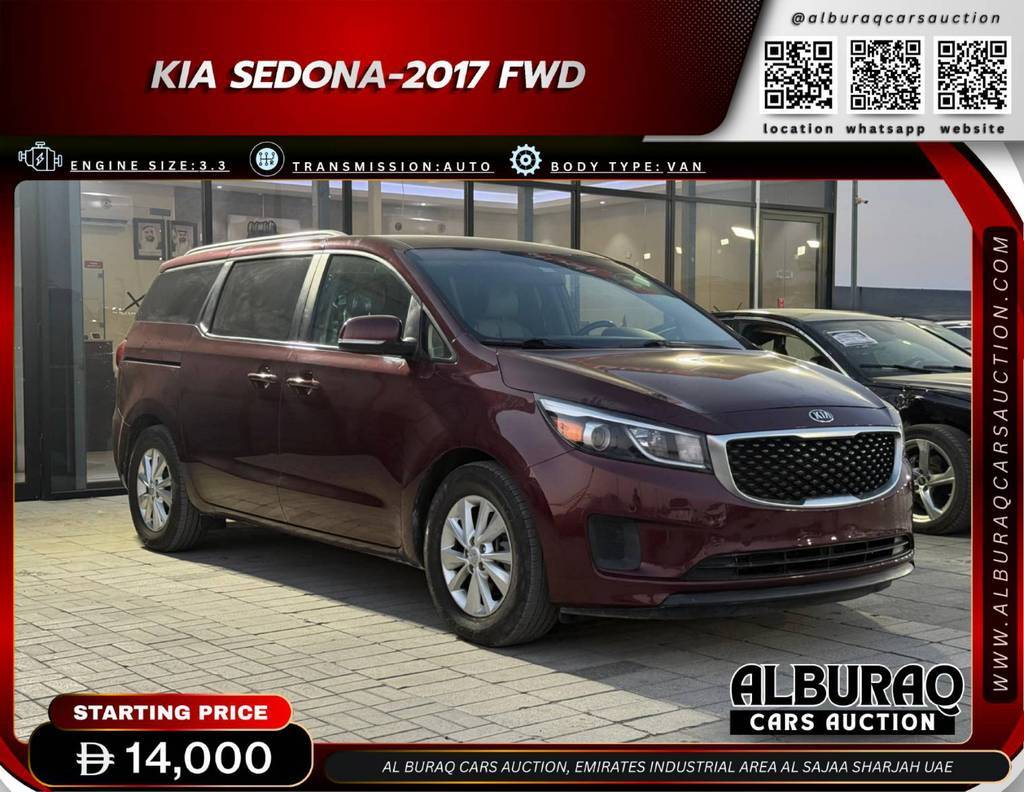 @alburaqcarsauction
KIA SEDONA-2017 FWD
location whatsapp website
ENGINE SIZE:3.3 TRANSMISSION:AUTO BODY TYPE: VAN
KIA
WWW.ALBURAQCARSAUCTION.COM
ALBURAQ
CARS AUCTION
STARTING PRICE
14,000
AL BURAQ CARS AUCTION, EMIRATES INDUSTRIAL AREA AL SAJAA SHARJAH UAE